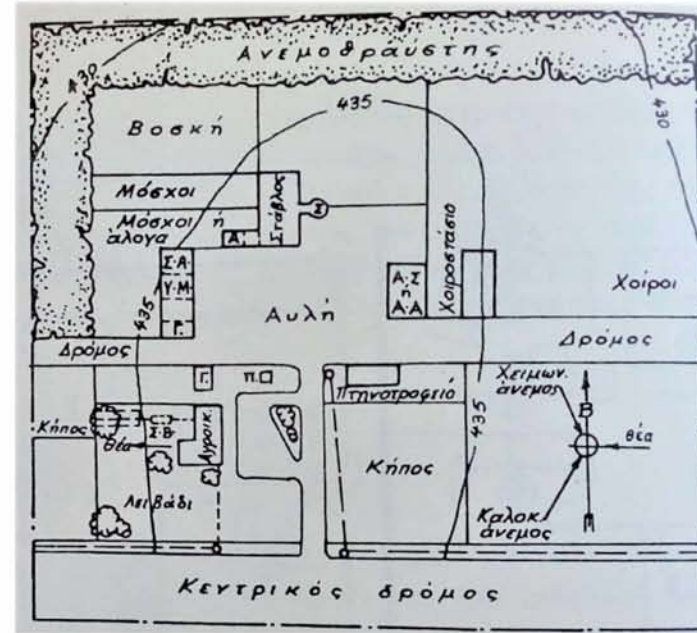 Ανεμοθραύστης
430
430
435
Βοσκή
Μόσχοι
Στάβλος
Μόσχοι ή
άλογα
Α.
Σ
Χοιροστάσιο
Σ.Α.
Υ.Μ.
Γ.
435
Αυλή
Α.Σ
ή
Α.Α
Χοίροι
Δρόμος
Δρόμος
Γ.
Π.
Πτηνοτροφείο
Χειμων.
άνεμος
Β
θέα
Κήπος
Σ.Β.
θέα
Αγροικ.
Κήπος
435
Καλοκ.
άνεμος
Λειβάδι
Κεντρικός δρόμος